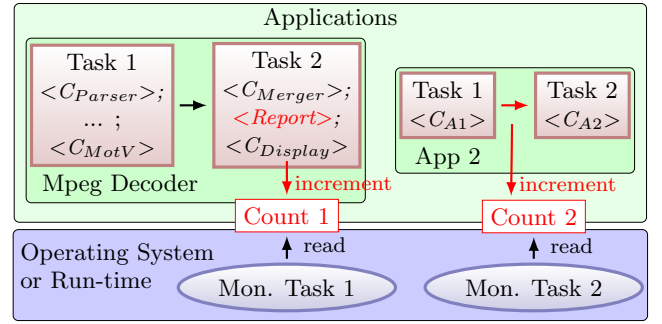 Applications
Task 1
<C_Parser>;
... ;
<C_MotV>
Task 2
<C_Merger>;
<Report>;
<C_Display>
Mpeg Decoder
increment
Task 1
<C_A1>
Task 2
<C_A2>
App 2
increment
Count 1
Count 2
Operating System
or Run-time
read
read
Mon. Task 1
Mon. Task 2